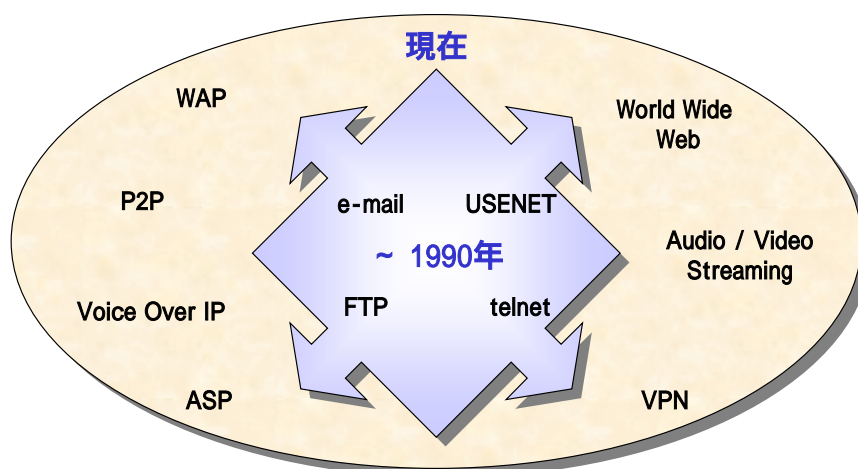 現在
WAP
World Wide
Web
P2P
e-mail
USENET
Audio / Video
Streaming
~ 1990年
Voice Over IP
FTP
telnet
ASP
VPN